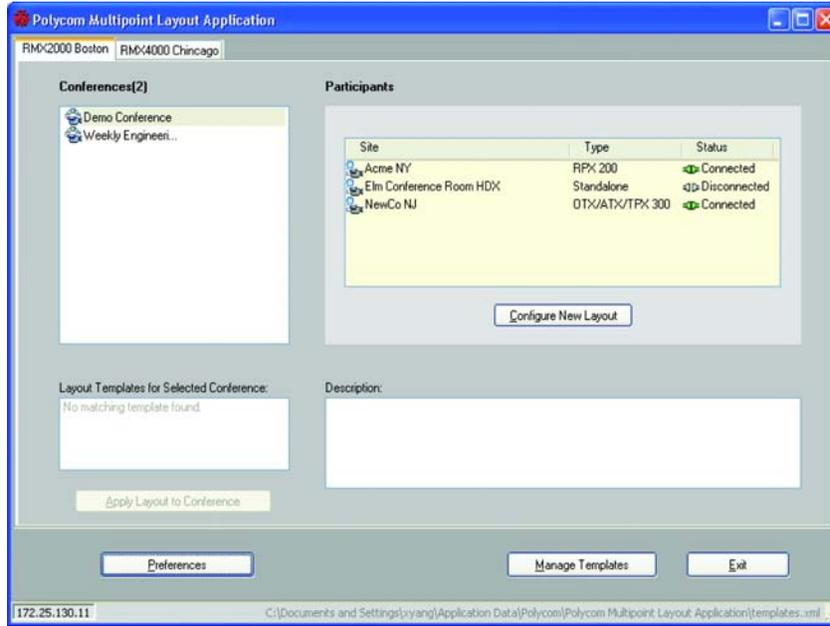 Polycom Multipoint Layout Application
RMX2000 Boston RMX4000 Chincago
Conferences(2) Participants
Demo Conference
Weekly Engineeri...
Site Type Status
Acme NY RPX 200 Connected
Elm Conference Room HDX Standalone Disconnected
NewCo NJ OTX/ATX/TPX 300 Connected
Configure New Layout
Layout Templates for Selected Conference: Description:
No matching template found.
Apply Layout to Conference
Preferences Manage Templates Exit
172.25.130.11 C:\Documents and Settings\xyang\Application Data\Polycom\Polycom Multipoint Layout Application\templates.xml